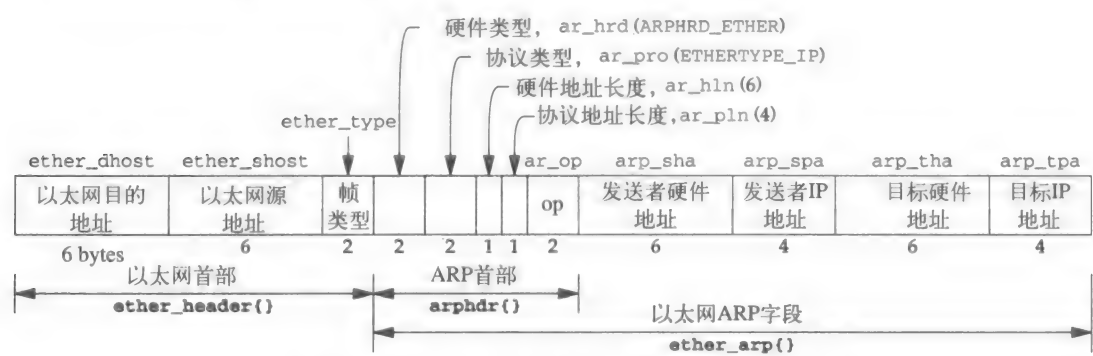 硬件类型, ar_hrd(ARPHRD_ETHER)
协议类型, ar_pro(ETHERTYPE_IP)
硬件地址长度, ar_hln(6)
协议地址长度,ar_pln(4)
ether_type
ether_dhost ether_shost ar_op arp_sha arp_spa arp_tha arp_tpa
以太网目的 以太网源 帧 op 发送者硬件 发送者IP 目标硬件 目标IP
地址 地址 类型 地址 地址 地址 地址
6 bytes 6 2 2 2 1 1 2 6 4 6 4
以太网首部 ARP首部
ether_header{} arphdr{}
以太网ARP字段
ether_arp{}